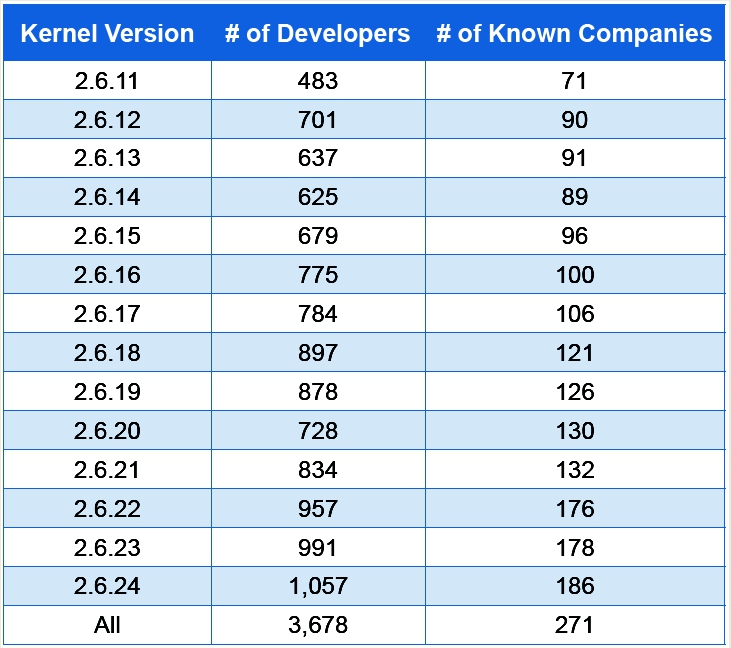 Kernel Version # of Developers # of Known Companies
2.6.11 483 71
2.6.12 701 90
2.6.13 637 91
2.6.14 625 89
2.6.15 679 96
2.6.16 775 100
2.6.17 784 106
2.6.18 897 121
2.6.19 878 126
2.6.20 728 130
2.6.21 834 132
2.6.22 957 176
2.6.23 991 178
2.6.24 1,057 186
All 3,678 271